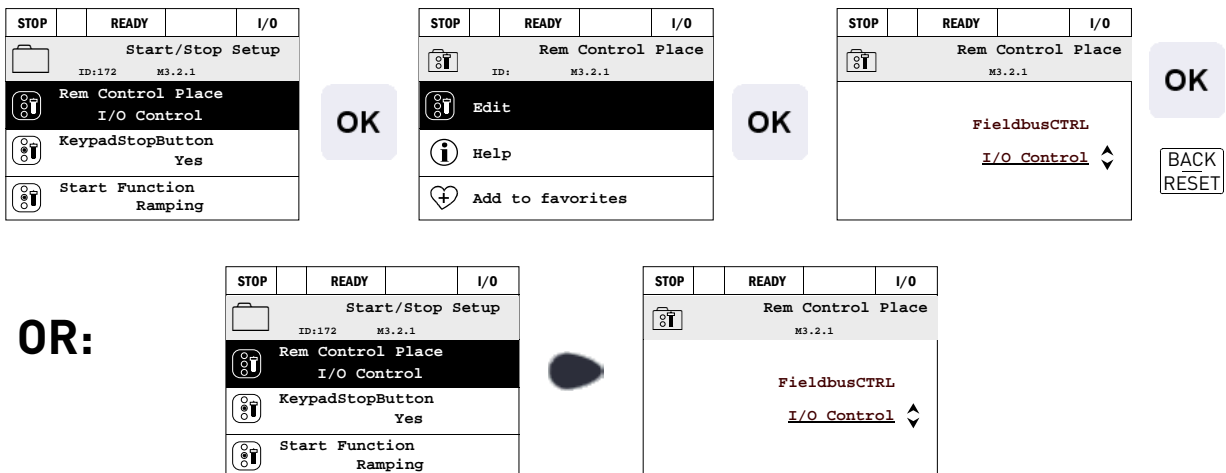 STOP READY I/O
Start/Stop Setup
ID:172 M3.2.1
Rem Control Place
I/O Control
KeypadStopButton
Yes
Start Function
Ramping
OK
STOP READY I/O
Rem Control Place
ID: M3.2.1
Edit
Help
Add to favorites
OK
STOP READY I/O
Rem Control Place
M3.2.1
FieldbusCTRL
I/O Control
OK
BACK
RESET
OR:
STOP READY I/O
Start/Stop Setup
ID:172 M3.2.1
Rem Control Place
I/O Control
KeypadStopButton
Yes
Start Function
Ramping
STOP READY I/O
Rem Control Place
M3.2.1
FieldbusCTRL
I/O Control